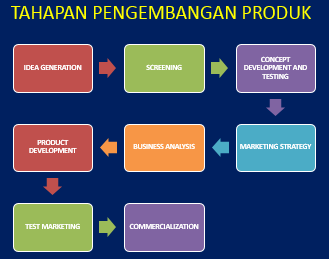 TAHAPAN PENGEMBANGAN PRODUK
IDEA GENERATION
SCREENING
CONCEPT
DEVELOPMENT AND
TESTING
MARKETING STRATEGY
BUSINESS ANALYSIS
PRODUCT
DEVELOPMENT
TEST MARKETING
COMMERCIALIZATION